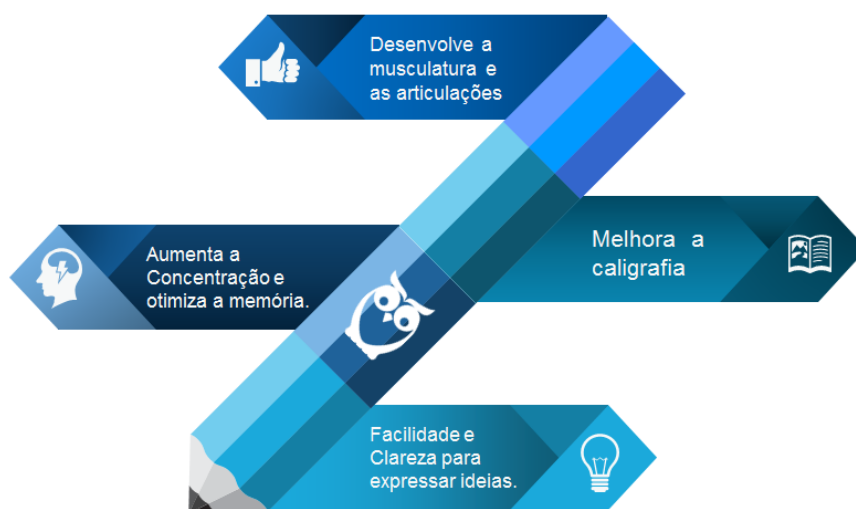 Desenvolve a
musculatura e
as articulações
Aumenta a
Concentração e
otimiza a memória.
Melhora a
caligrafia
Facilidade e
Clareza para
expressar ideias.